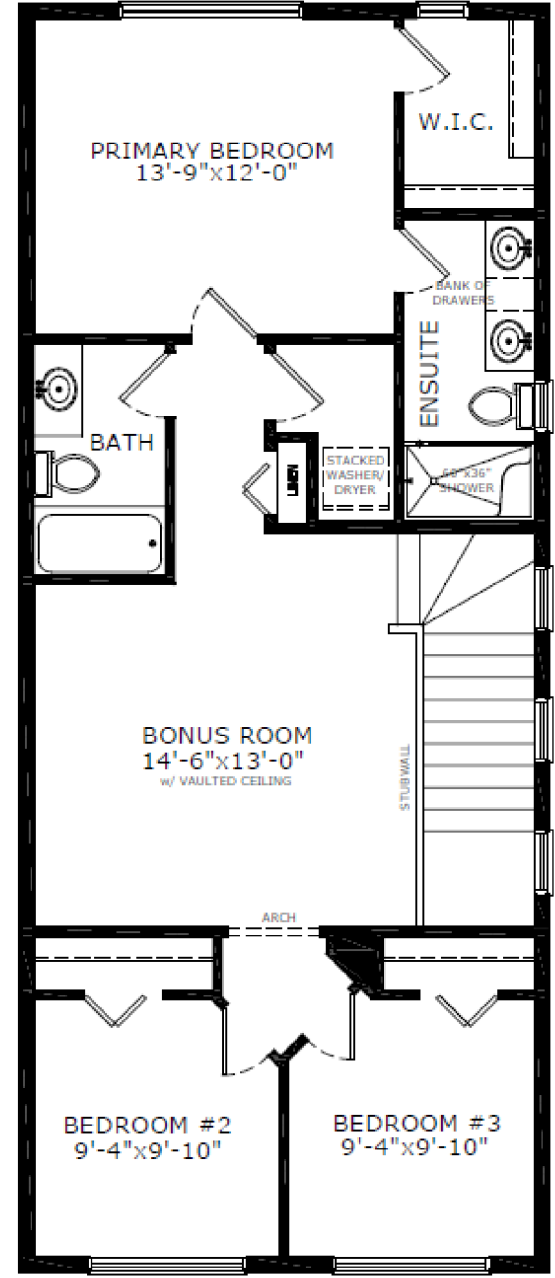 W.I.C.
PRIMARY BEDROOM
13'-9"x12'-0"
BANK OF
DRAWERS
ENSUITE
BATH
STACKED
WASHER/
DRYER
LINEN
60"x36"
SHOWER
BONUS ROOM
14'-6"x13'-0"
w/ VAULTED CEILING
STUBWALL
ARCH
BEDROOM #2
9'-4"x9'-10"
BEDROOM #3
9'-4"x9'-10"